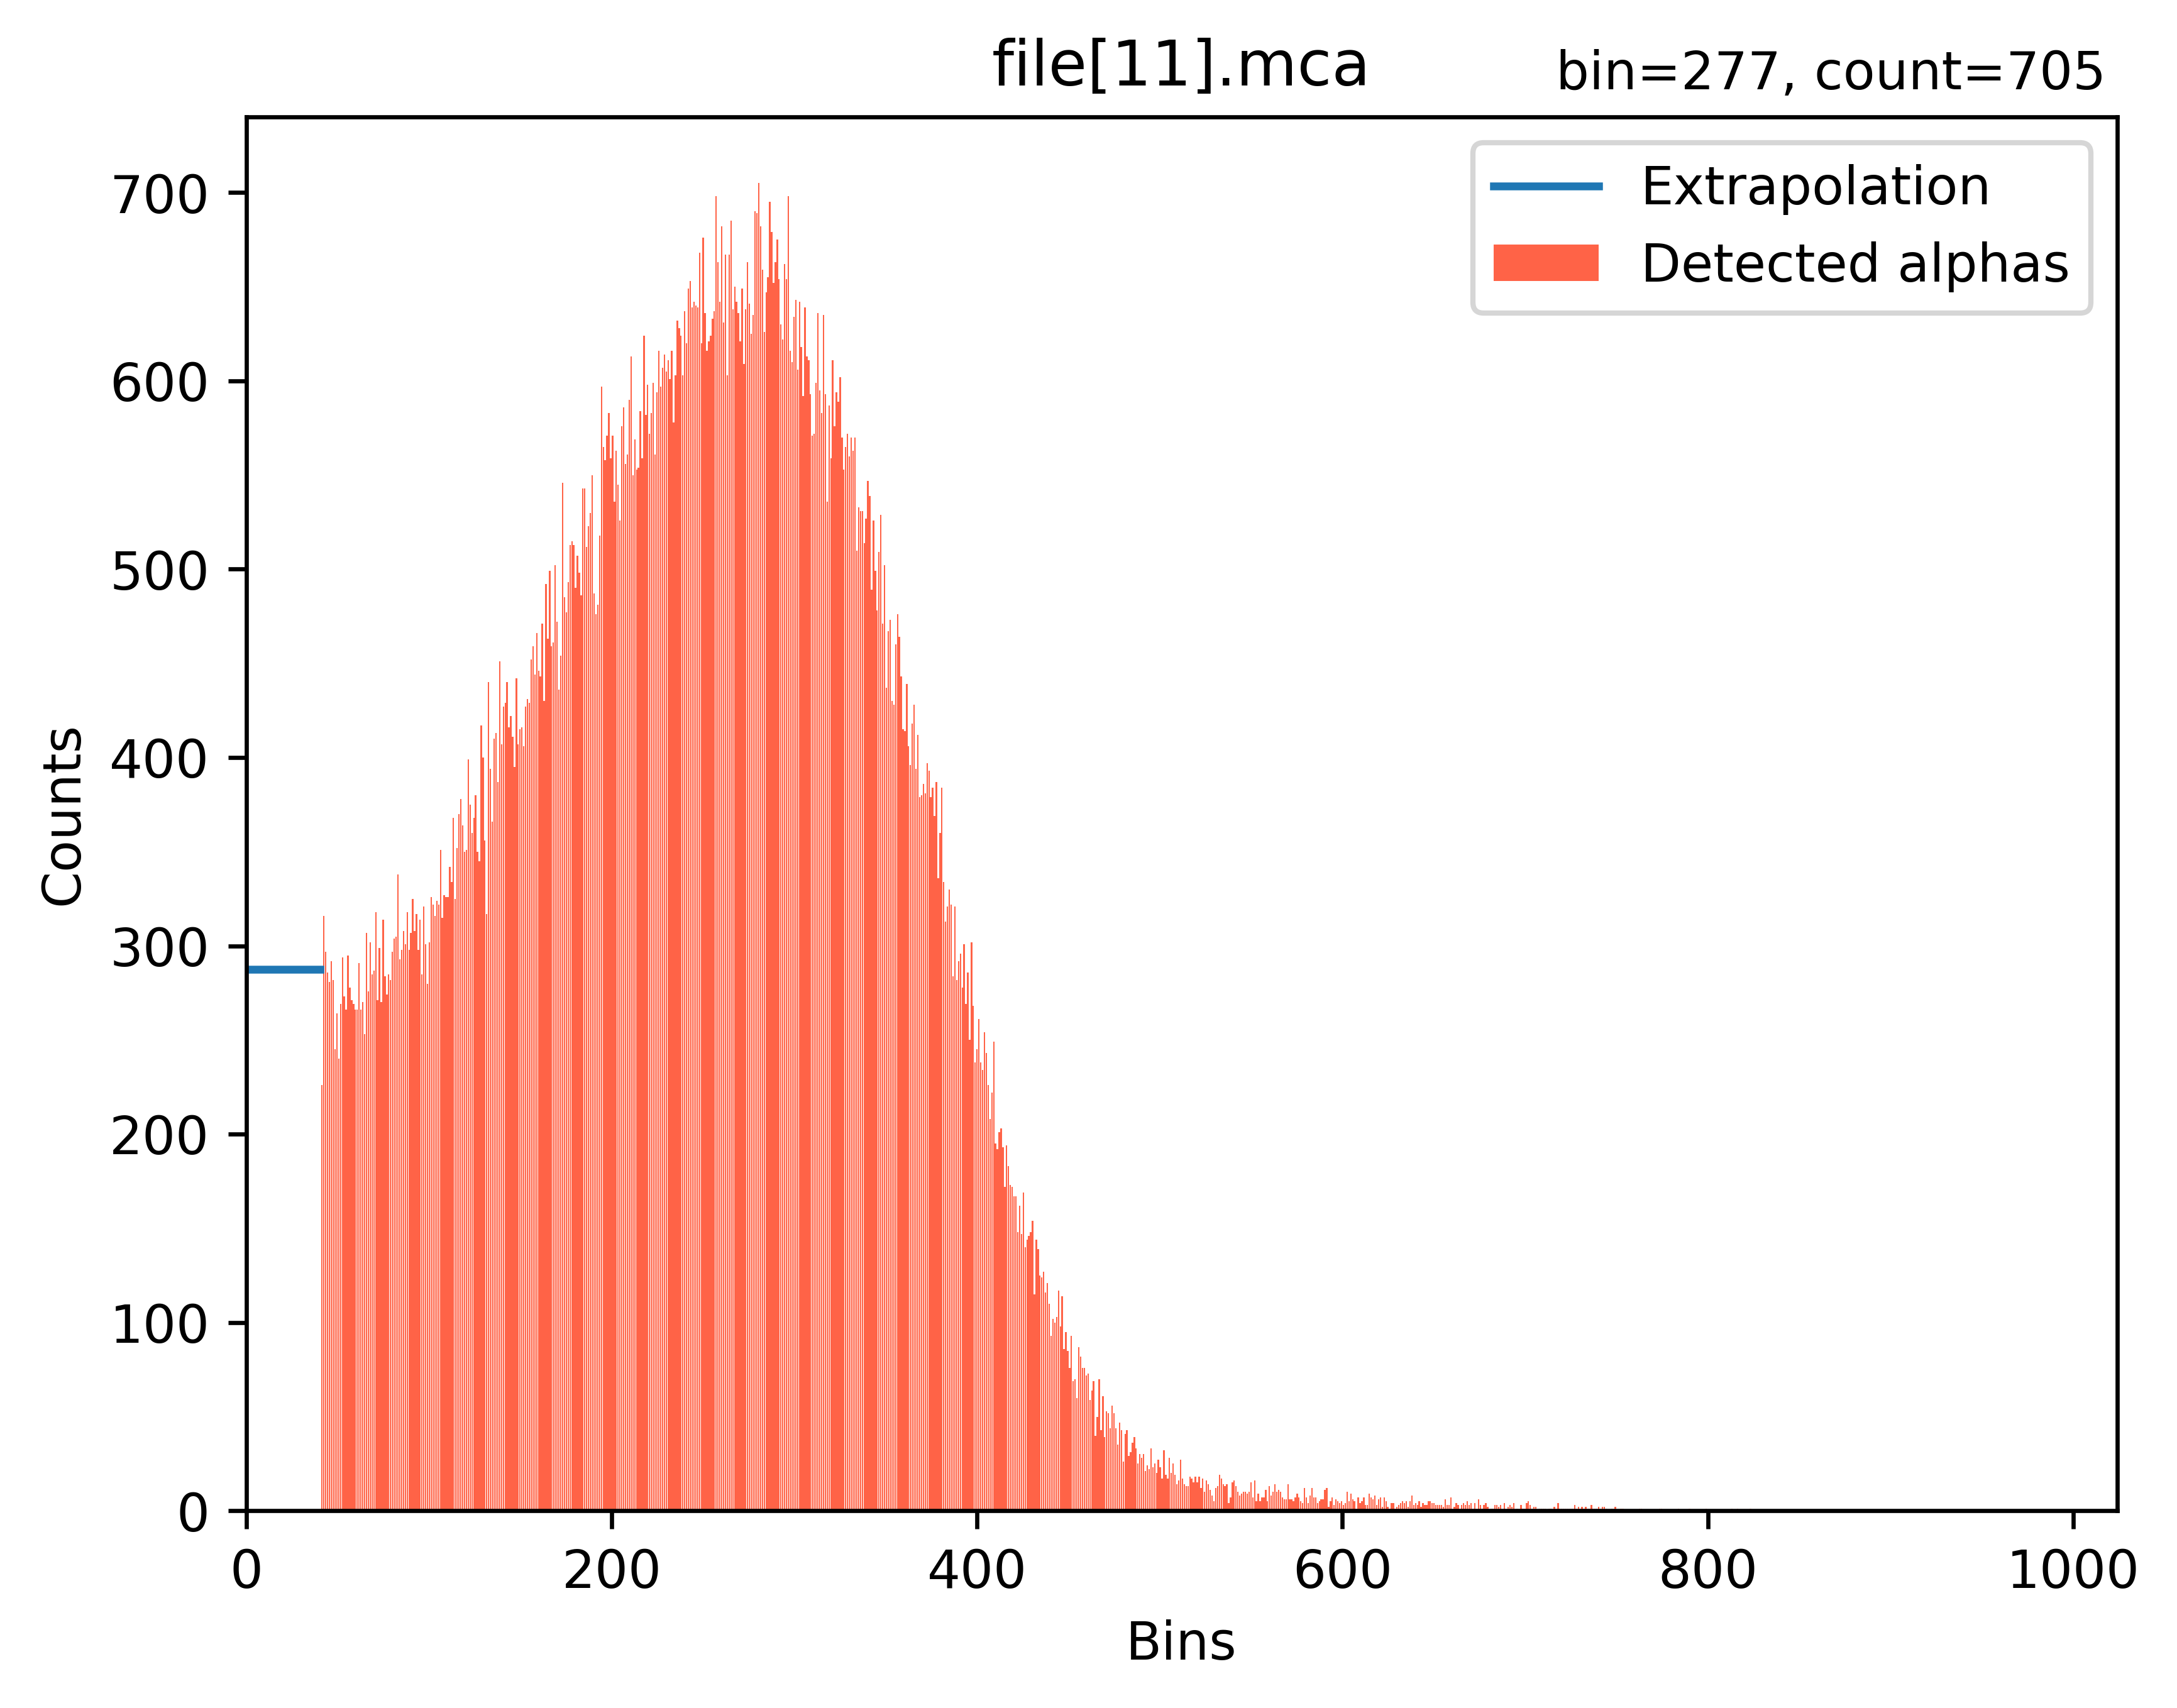 file[11].mca
bin=277, count=705
Extrapolation
Detected alphas
700
600
500
400
300
200
100
0
Counts
0 200 400 600 800 1000
Bins